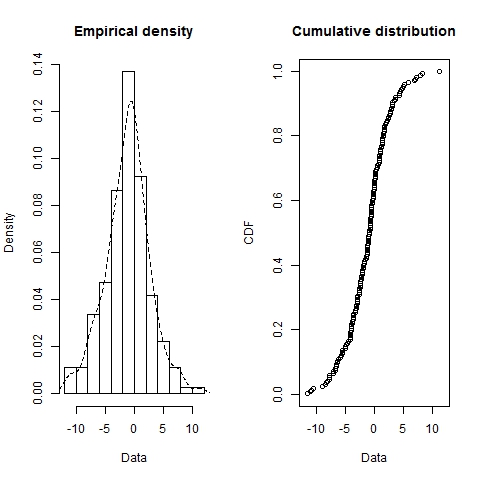 Empirical density
Density
0.00 0.02 0.04 0.06 0.08 0.10 0.12 0.14
-10 -5 0 5 10
Data
Cumulative distribution
CDF
0.0 0.2 0.4 0.6 0.8 1.0
-10 -5 0 5 10
Data